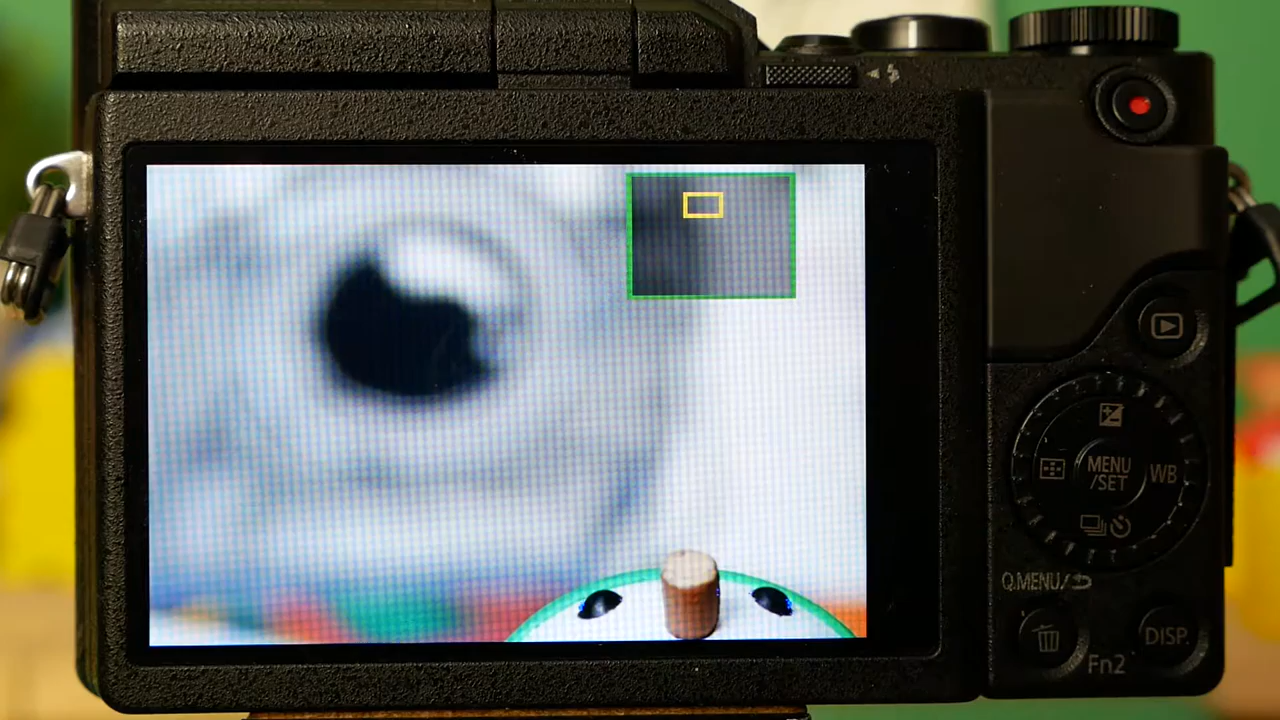 MENU
/SET
WB
Q.MENU/
DISP.
Fn2